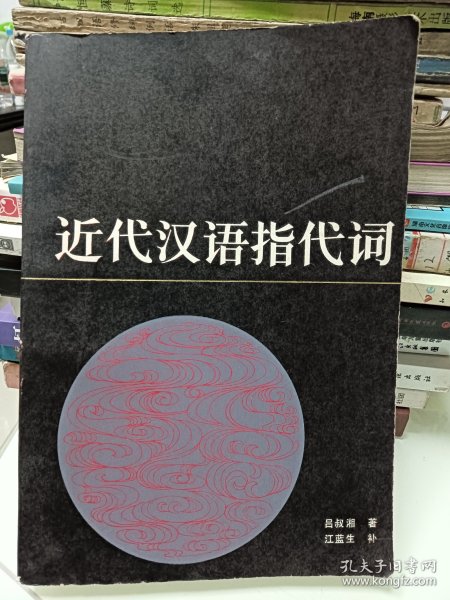 近代汉语指代词
吕叔湘 著
江蓝生 补
孔夫子旧书网
www.kongfz.com